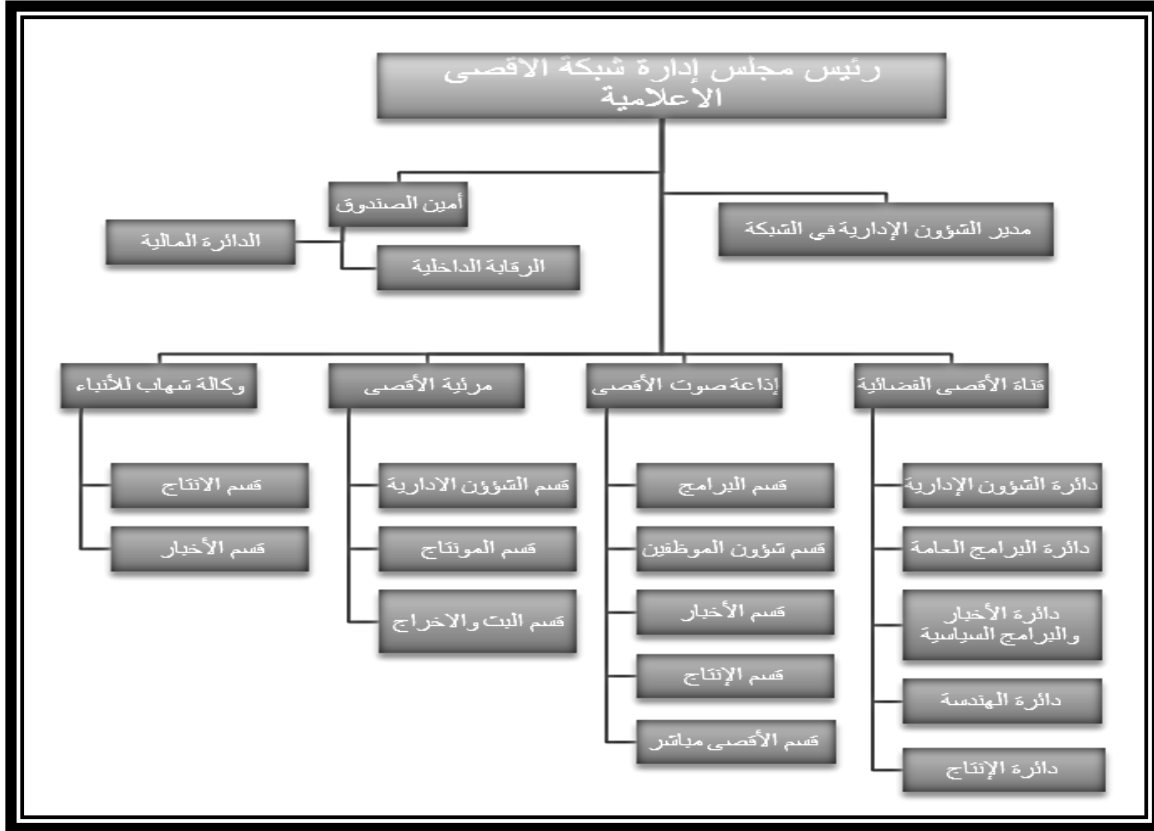 رئيس مجلس إدارة شبكة الاقصى
الأعلامية
أمين الصندوق
مدير الشؤون الإدارية في الشبكة
الدائرة المالية
الرقابة الداخلية
قناة الأقصى الفضائية
إذاعة صوت الأقصى
مرئية الأقصى
وكالة شهاب للأنباء
دائرة الشؤون الإدارية
دائرة البرامج العامة
دائرة الأخبار
والبرامج السياسية
دائرة الهندسة
دائرة الإنتاج
قسم البرامج
قسم شؤون الموظفين
قسم الأخبار
قسم الإنتاج
قسم الأقصى مباشر
قسم الشؤؤن الادارية
قسم المونتاج
قسم البث والاخراج
قسم الانتاج
قسم الأخبار